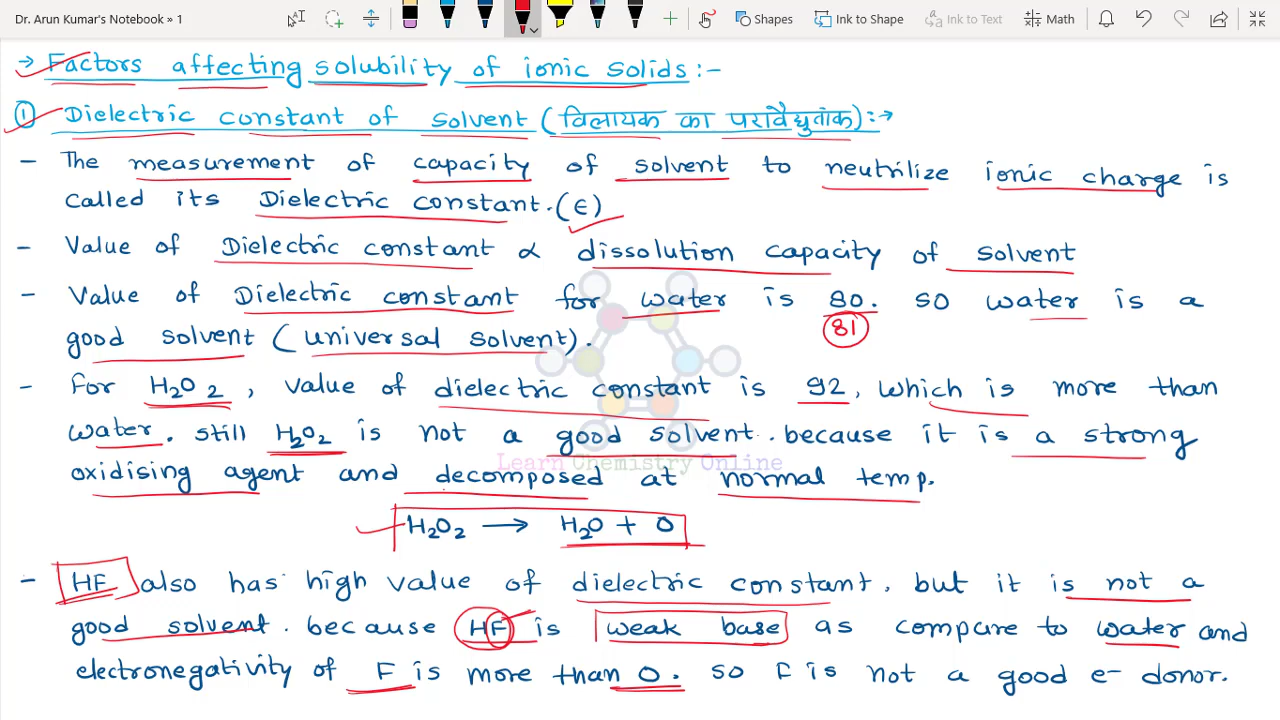 Dr. Arun Kumar's Notebook » 1
Shapes
Ink to Shape
Ink to Text
Math
→ Factors affecting solubility of ionic solids:-
① Dielectric constant of solvent (विलायक का परावैद्युतांक):→
- The measurement of capacity of solvent to neutrilize ionic charge is
called its Dielectric constant. (ϵ)
- Value of Dielectric constant ∝ dissolution capacity of solvent
- Value of Dielectric constant for water is 80. so water is a
81
good solvent (universal solvent).
- For H2O2, value of dielectric constant is 92, which is more than
water. still H2O2 is not a good solvent. because it is a strong
oxidising agent and decomposed at normal temp.
Learn Chemistry Online
H2O2 → H2O + O
- HF also has high value of dielectric constant, but it is not a
good solvent. because HF is weak base as compare to water and
electronegativity of F is more than O. so F is not a good e- donor.